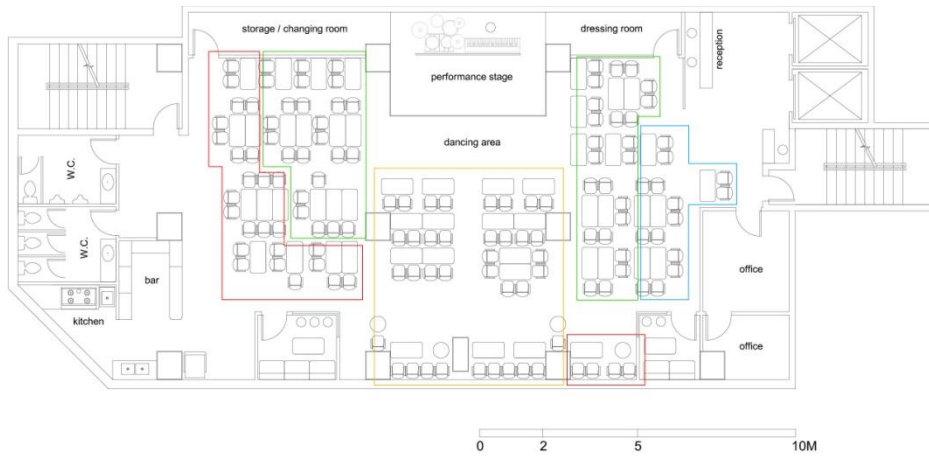 storage / changing room
dressing room
reception
performance stage
dancing area
W.C.
W.C.
bar
kitchen
office
office
0 2 5 10M